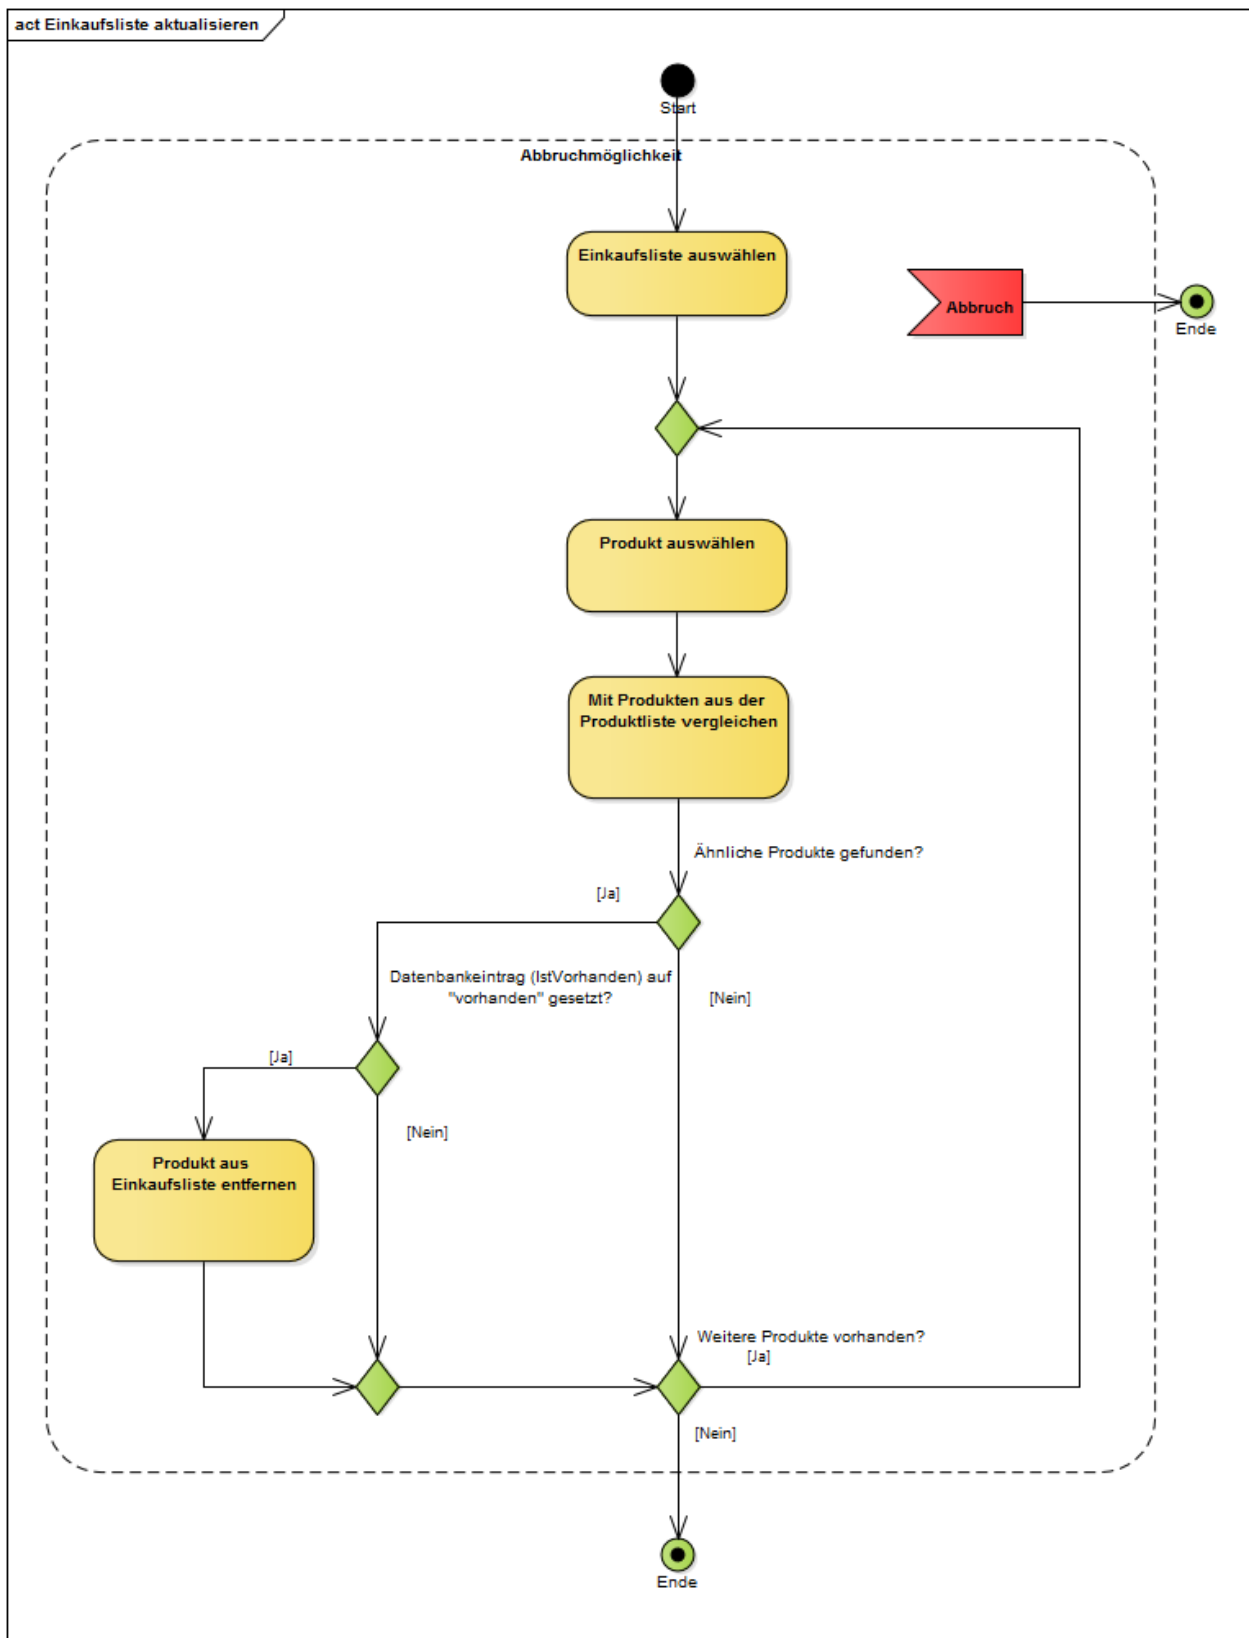 act Einkaufsliste aktualisieren
Start
Abbruchmöglichkeit
Einkaufsliste auswählen
Abbruch
Ende
Produkt auswählen
Mit Produkten aus der
Produktliste vergleichen
Ähnliche Produkte gefunden?
[Ja]
Datenbankeintrag (IstVorhanden) auf
"vorhanden" gesetzt?
[Nein]
[Ja]
[Nein]
Produkt aus
Einkaufsliste entfernen
Weitere Produkte vorhanden?
[Ja]
[Nein]
Ende